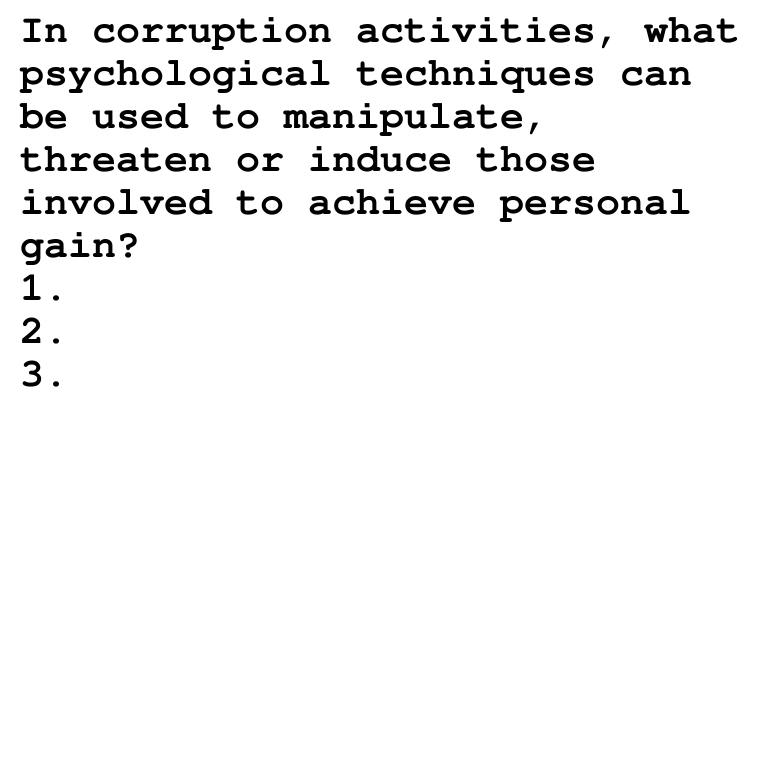 In corruption activities, what
psychological techniques can
be used to manipulate,
threaten or induce those
involved to achieve personal
gain?
1.
2.
3.